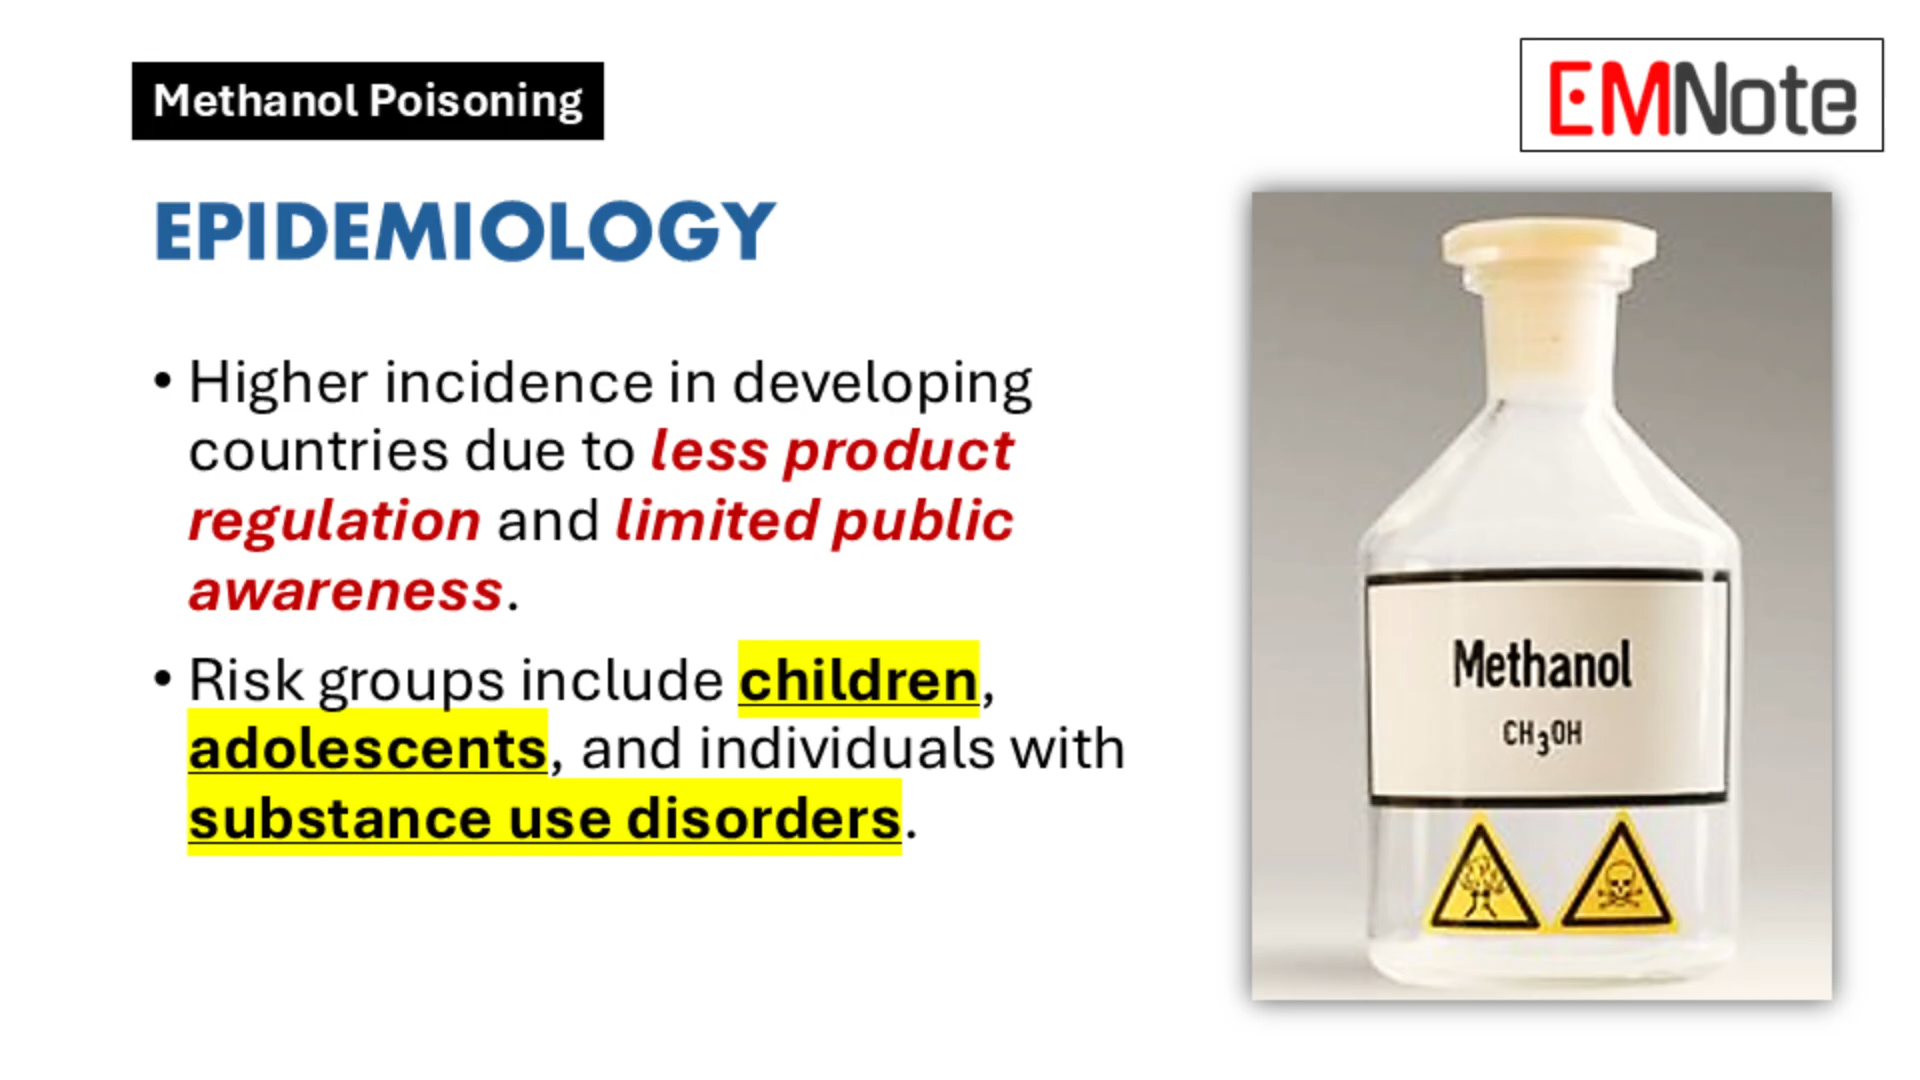 Methanol Poisoning
EMNote
EPIDEMIOLOGY
• Higher incidence in developing
countries due to less product
regulation and limited public
awareness.
• Risk groups include children,
adolescents, and individuals with
substance use disorders.
Methanol
CH₃OH